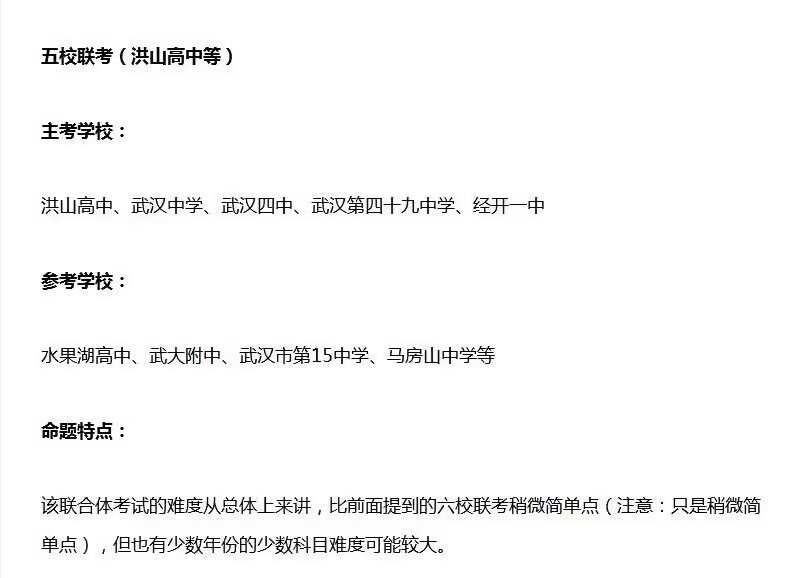 五校联考（洪山高中等）
主考学校：
洪山高中、武汉中学、武汉四中、武汉第四十九中学、经开一中
参考学校：
水果湖高中、武大附中、武汉市第15中学、马房山中学等
命题特点：
该联合体考试的难度从总体上来讲，比前面提到的六校联考稍微简单点（注意：只是稍微简
单点），但也有少数年份的少数科目难度可能较大。